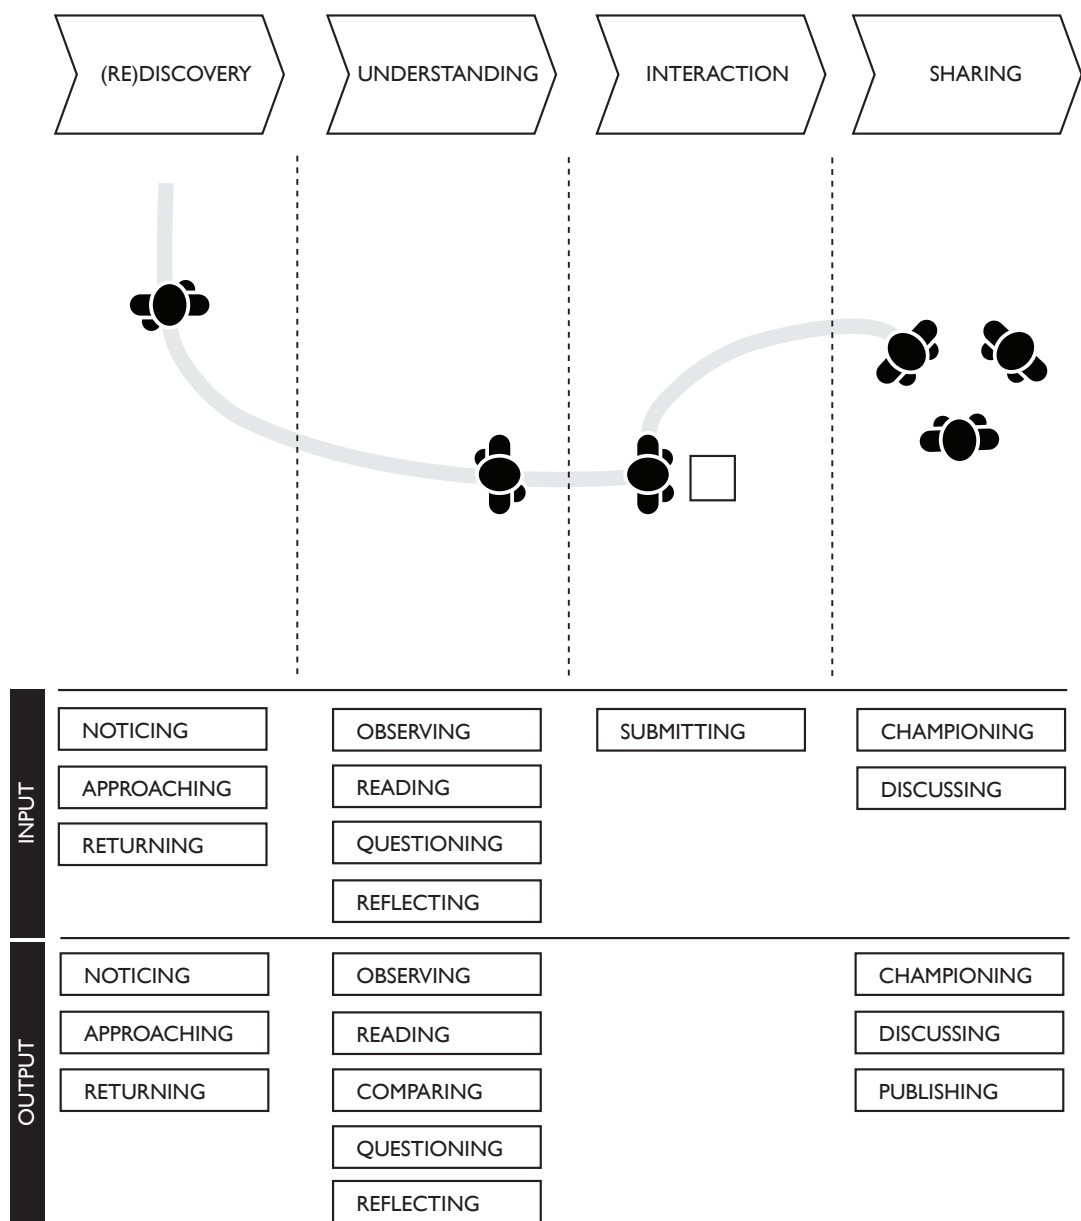 (RE)DISCOVERY
UNDERSTANDING
INTERACTION
SHARING
INPUT
NOTICING
OBSERVING
SUBMITTING
CHAMPIONING
APPROACHING
READING
DISCUSSING
RETURNING
QUESTIONING
REFLECTING
OUTPUT
NOTICING
OBSERVING
CHAMPIONING
APPROACHING
READING
DISCUSSING
RETURNING
COMPARING
PUBLISHING
QUESTIONING
REFLECTING